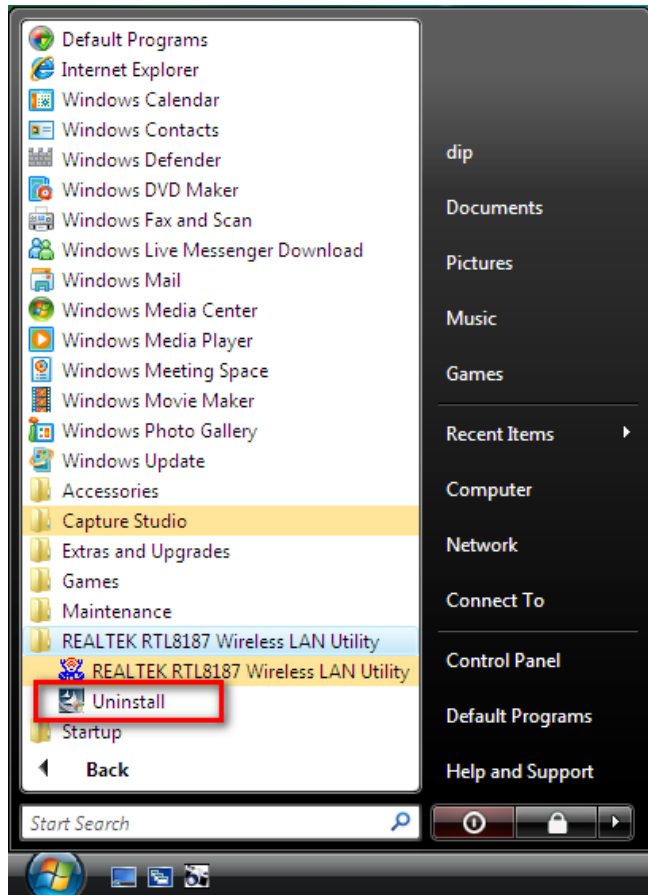 Default Programs
Internet Explorer
Windows Calendar
Windows Contacts
Windows Defender
Windows DVD Maker
Windows Fax and Scan
Windows Live Messenger Download
Windows Mail
Windows Media Center
Windows Media Player
Windows Meeting Space
Windows Movie Maker
Windows Photo Gallery
Windows Update
Accessories
Capture Studio
Extras and Upgrades
Games
Maintenance
REALTEK RTL8187 Wireless LAN Utility
REALTEK RTL8187 Wireless LAN Utility
Uninstall
Startup
Back
Start Search
dip
Documents
Pictures
Music
Games
Recent Items
Computer
Network
Connect To
Control Panel
Default Programs
Help and Support